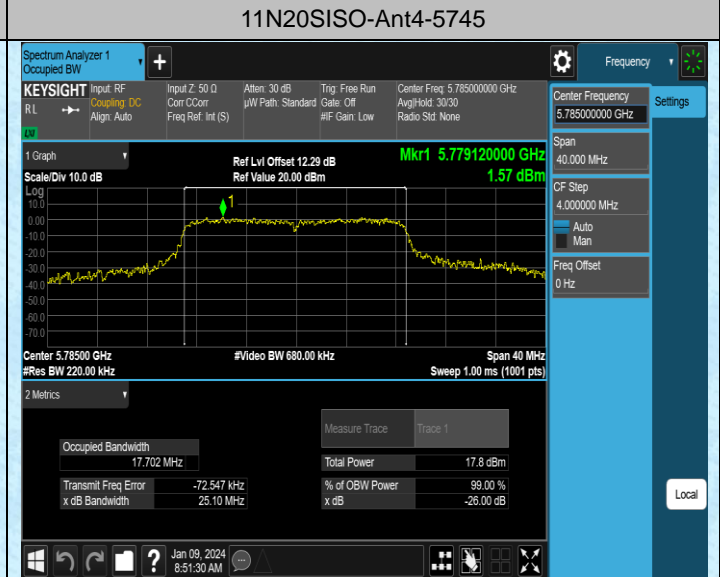 11N20SISO-Ant4-5745
Spectrum Analyzer 1
Occupied BW
+
Frequency
KEYSIGHT
R L
LXI
Input: RF
Coupling: DC
Align: Auto
Input Z: 50 Ω
Corr CCorr
Freq Ref: Int (S)
Atten: 30 dB
µW Path: Standard
Trig: Free Run
Gate: Off
#IF Gain: Low
Center Freq: 5.785000000 GHz
Avg|Hold: 30/30
Radio Std: None
Center Frequency
5.785000000 GHz
Settings
Span
40.000 MHz
CF Step
4.000000 MHz
Auto
Man
Freq Offset
0 Hz
1 Graph
Scale/Div 10.0 dB
Ref Lvl Offset 12.29 dB
Ref Value 20.00 dBm
Mkr1 5.779120000 GHz
1.57 dBm
Log
10.0
0.00
-10.0
-20.0
-30.0
-40.0
-50.0
-60.0
-70.0
1
Center 5.78500 GHz
#Video BW 680.00 kHz
Span 40 MHz
#Res BW 220.00 kHz
Sweep 1.00 ms (1001 pts)
2 Metrics
Measure Trace
Trace 1
Occupied Bandwidth
17.702 MHz
Total Power
17.8 dBm
Transmit Freq Error
-72.547 kHz
% of OBW Power
99.00 %
x dB Bandwidth
25.10 MHz
x dB
-26.00 dB
Local
?
Jan 09, 2024
8:51:30 AM